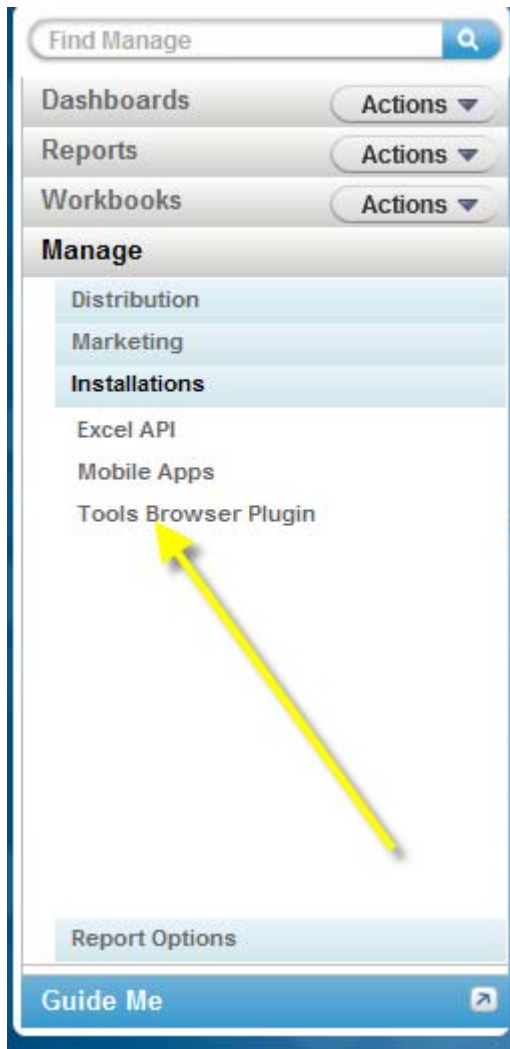 Find Manage
Dashboards Actions
Reports Actions
Workbooks Actions
Manage
Distribution
Marketing
Installations
Excel API
Mobile Apps
Tools Browser Plugin
Report Options
Guide Me